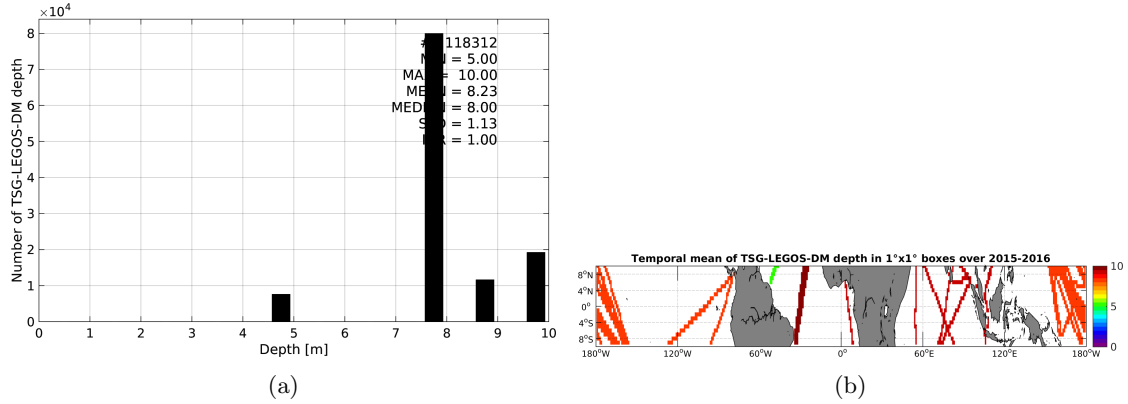 ×10⁴
Number of TSG-LEGOS-DM depth
8
7
6
5
4
3
2
1
0
118312
= 5.00
= 10.00
= 8.23
= 8.00
= 1.13
= 1.00
0 1 2 3 4 5 6 7 8 9 10
Depth [m]
(a)
Temporal mean of TSG-LEGOS-DM depth in 1°x1° boxes over 2015-2016
8°N
4°N
0°
4°S
8°S
180°W 120°W 60°W 0° 60°E 120°E 180°W
10
5
0
(b)